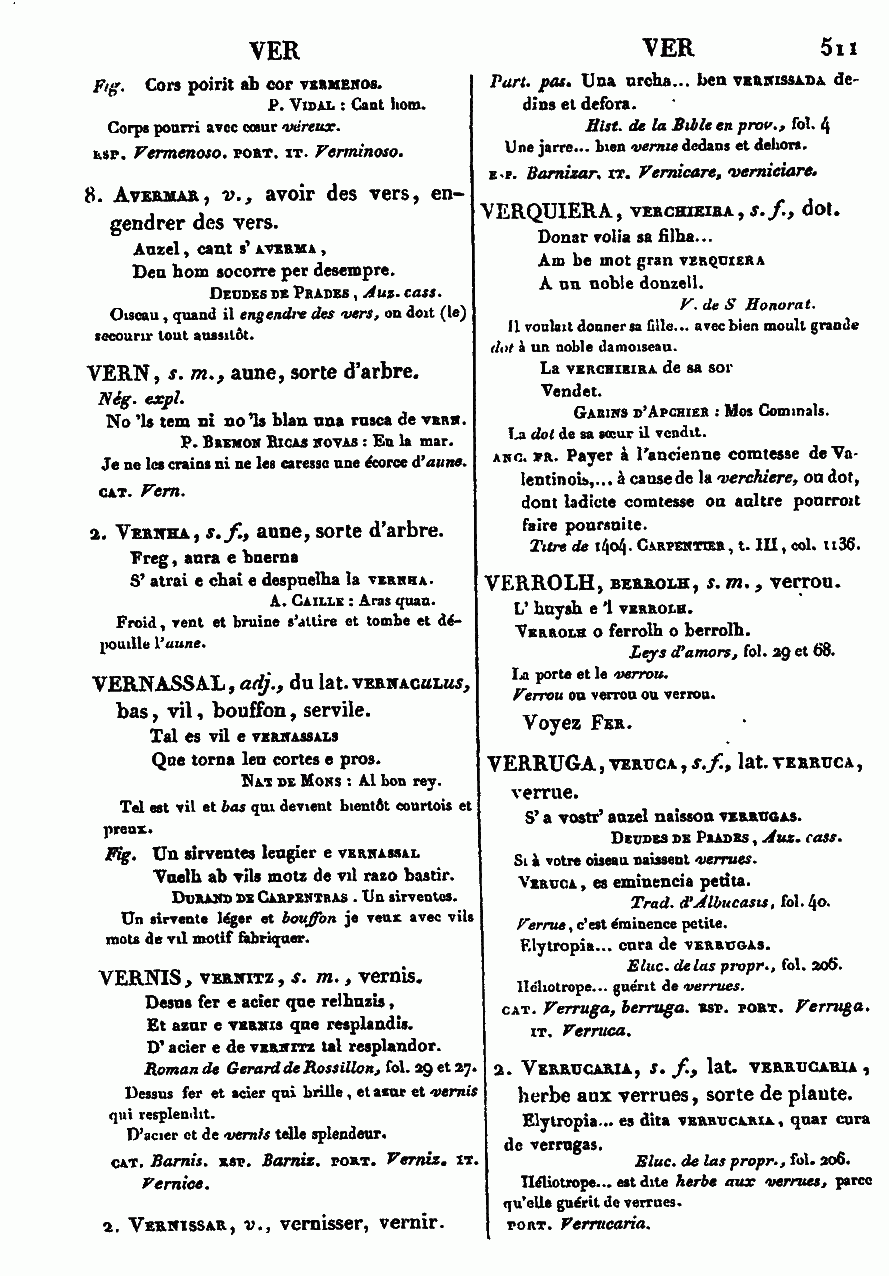 VER
Fig. Cors poirit ab cor VERMENOS.
P. VIDAL : Cant hom.
Corps pourri avec cœur véreux.
ESP. Vermenoso. PORT. IT. Verminoso.
8. AVERMAR, v., avoir des vers, en-
gendrer des vers.
Auzel, cant s' AVERMA,
Deu hom socorre per desempre.
DEUDES DE PRADES, Auz. cass.
Oiseau, quand il engendre des vers, on doit (le)
secourir tout aussitôt.
VERN, s. m., aune, sorte d'arbre.
Nég. expl.
No 'ls tem ni no 'ls blan una rusca de VERN.
P. BREMON RICAS NOVAS : En la mar.
Je ne les crains ni ne les caresse une écorce d'aune.
CAT. Vern.
2. VERNHA, s. f., aune, sorte d'arbre.
Freg, aura e buerna
S' atrai e chai e despuelha la VERNHA.
A. CAILLE : Aras quan.
Froid, vent et bruine s'attire et tombe et dé-
pouille l'aune.
VERNASSAL, adj., du lat. VERNACULUS,
bas, vil, bouffon, servile.
Tal es vil e VERNASSALS
Que torna leu cortes e pros.
NAT DE MONS : Al bon rey.
Tel est vil et bas qui devient bientôt courtois et
preux.
Fig. Un sirventes leugier e VERNASSAL
Vuelh ab vils motz de vil razo bastir.
DURAND DE CARPENTRAS . Un sirventes.
Un sirvente léger et bouffon je veux avec vils
mots de vil motif fabriquer.
VERNIS, VERNITZ, s. m., vernis.
Desus fer e acier que relhuzis,
Et azur e VERNIS que resplandis.
D' acier e de VERNITZ tal resplandor.
Roman de Gerard de Rossillon, fol. 29 et 27.
Dessus fer et acier qui brille, et azur et vernis
qui resplendit.
D'acier et de vernis telle splendeur.
CAT. Barnis. ESP. Barniz. PORT. Verniz. IT.
Vernice.
2. VERNISSAR, v., vernisser, vernir.
VER 511
Part. pas. Una urcha... ben VERNISSADA de-
dins et defora.
Hist. de la Bible en prov., fol. 4
Une jarre... bien vernie dedans et dehors.
ESP. Barnizar. IT. Vernicare, verniciare.
VERQUIERA, VERCHIEIRA, s. f., dot.
Donar volia sa filha...
Am be mot gran VERQUIERA
A un noble donzell.
V. de S Honorat.
Il voulait donner sa fille... avec bien moult grande
dot à un noble damoiseau.
La VERCHIEIRA de sa sor
Vendet.
GARINS D'APCHIER : Mos Cominals.
La dot de sa sœur il vendit.
ANC. FR. Payer à l'ancienne comtesse de Va-
lentinois,... à cause de la verchiere, ou dot,
dont ladicte comtesse ou aultre pourroit
faire poursuite.
Titre de 1404. CARPENTIER, t. III, col. 1136.
VERROLH, BERROLH, s. m., verrou.
L' huysh e 'l VERROLH.
VERROLH o ferrolh o berrolh.
Leys d'amors, fol. 29 et 68.
La porte et le verrou.
Verrou ou verrou ou verrou.
Voyez FER.
VERRUGA, VERUCA, s. f., lat. VERRUCA,
verrue.
S' a vostr' auzel naisson VERRUGAS.
DEUDES DE PRADES, Auz. cass.
Si à votre oiseau naissent verrues.
VERUCA, es eminencia petita.
Trad. d'Albucasis, fol. 40.
Verrue, c'est éminence petite.
Elytropia... cura de VERRUGAS.
Eluc. de las propr., fol. 206.
Héliotrope... guérit de verrues.
CAT. Verruga, berruga. ESP. PORT. Verruga.
IT. Verruca.
2. VERRUCARIA, s. f., lat. VERRUCARIA,
herbe aux verrues, sorte de plante.
Elytropia... es dita VERRUCARIA, quar cura
de verrugas.
Eluc. de las propr., fol. 206.
Héliotrope... est dite herbe aux verrues, parce
qu'elle guérit de verrues.
PORT. Verrucaria.